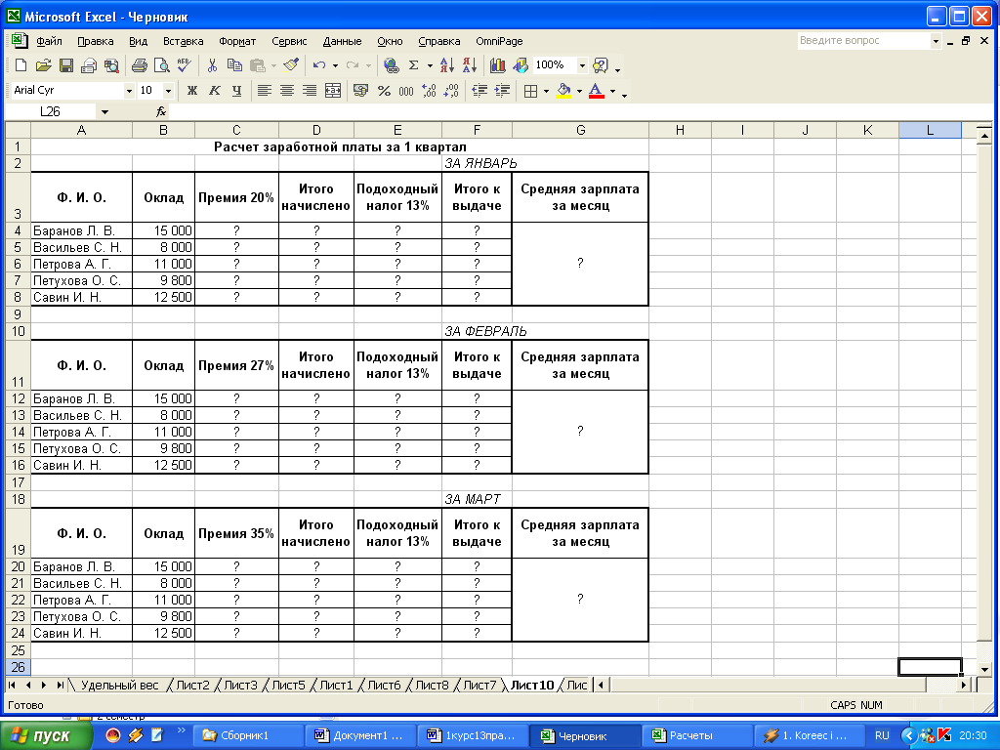 Microsoft Excel - Черновик
Файл Правка Вид Вставка Формат Сервис Данные Окно Справка OmniPage Введите вопрос
100%
Arial Cyr 10 Ж К Ч % 000
L26 fx
A B C D E F G H I J K L
1 Расчет заработной платы за 1 квартал
2 ЗА ЯНВАРЬ
3 Ф. И. О. Оклад Премия 20% Итого начислено Подоходный налог 13% Итого к выдаче Средняя зарплата за месяц
4 Баранов Л. В. 15 000 ? ? ? ?
5 Васильев С. Н. 8 000 ? ? ? ?
6 Петрова А. Г. 11 000 ? ? ? ? ?
7 Петухова О. С. 9 800 ? ? ? ?
8 Савин И. Н. 12 500 ? ? ? ?
9
10 ЗА ФЕВРАЛЬ
11 Ф. И. О. Оклад Премия 27% Итого начислено Подоходный налог 13% Итого к выдаче Средняя зарплата за месяц
12 Баранов Л. В. 15 000 ? ? ? ?
13 Васильев С. Н. 8 000 ? ? ? ?
14 Петрова А. Г. 11 000 ? ? ? ? ?
15 Петухова О. С. 9 800 ? ? ? ?
16 Савин И. Н. 12 500 ? ? ? ?
17
18 ЗА МАРТ
19 Ф. И. О. Оклад Премия 35% Итого начислено Подоходный налог 13% Итого к выдаче Средняя зарплата за месяц
20 Баранов Л. В. 15 000 ? ? ? ?
21 Васильев С. Н. 8 000 ? ? ? ?
22 Петрова А. Г. 11 000 ? ? ? ? ?
23 Петухова О. С. 9 800 ? ? ? ?
24 Савин И. Н. 12 500 ? ? ? ?
25
26
Удельный вес Лист2 Лист3 Лист5 Лист1 Лист6 Лист8 Лист7 Лист10 Лис
Готово CAPS NUM
пуск Сборник1 Документ1 ... 1курс13пра... Черновик Расчеты 1. Koreec i ... RU 20:30